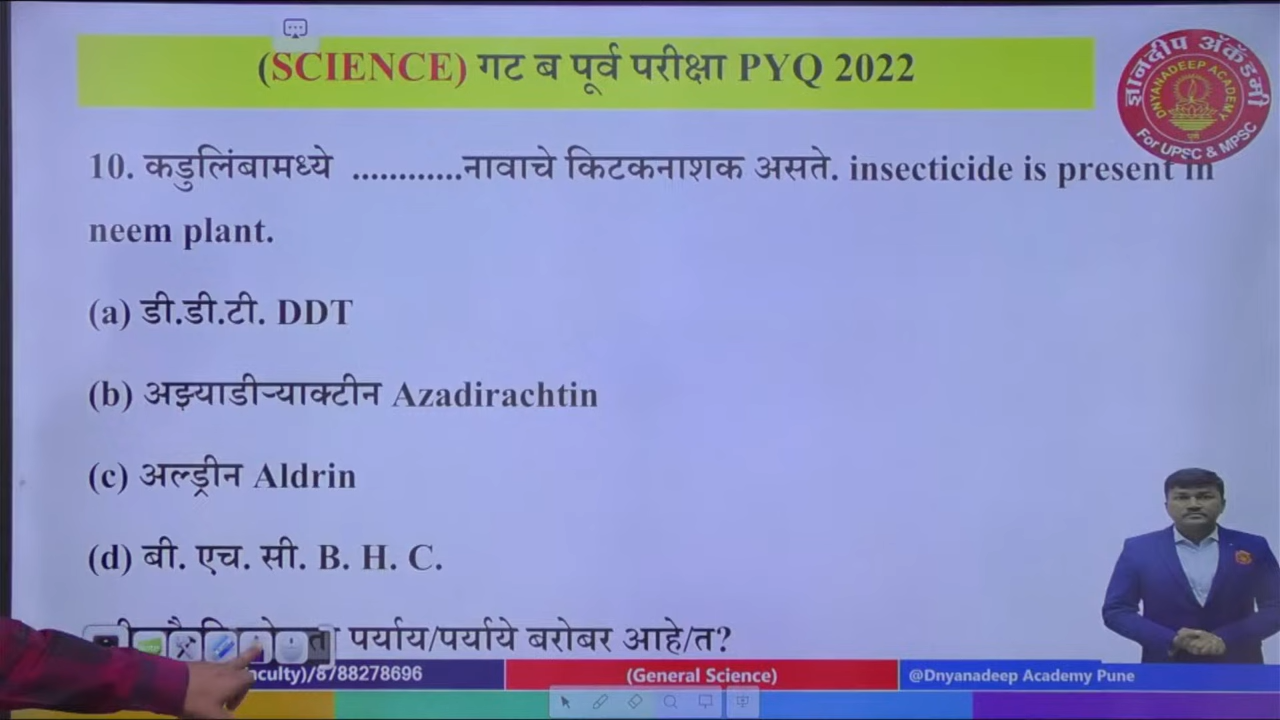 (SCIENCE) गट ब पूर्व परीक्षा PYQ 2022
ज्ञानदीप अॅकॅडमी
DNYANADEEP ACADEMY
पुणे
For UPSC & MPSC
10. कडुलिंबामध्ये ............नावाचे किटकनाशक असते. insecticide is present in
neem plant.
(a) डी.डी.टी. DDT
(b) अझ्याडीऱ्याक्टीन Azadirachtin
(c) अल्ड्रीन Aldrin
(d) बी. एच. सी. B. H. C.
पर्याय/पर्याये बरोबर आहे/त?
/8788278696
(General Science)
@Dnyanadeep Academy Pune